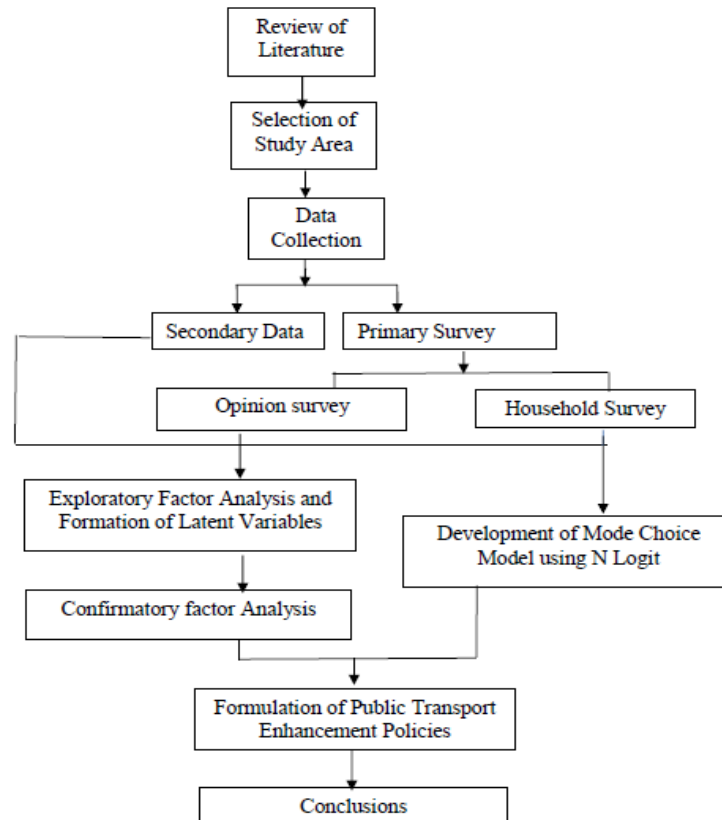 Review of
Literature
Selection of
Study Area
Data
Collection
Secondary Data
Primary Survey
Opinion survey
Household Survey
Exploratory Factor Analysis and
Formation of Latent Variables
Development of Mode Choice
Model using N Logit
Confirmatory factor Analysis
Formulation of Public Transport
Enhancement Policies
Conclusions